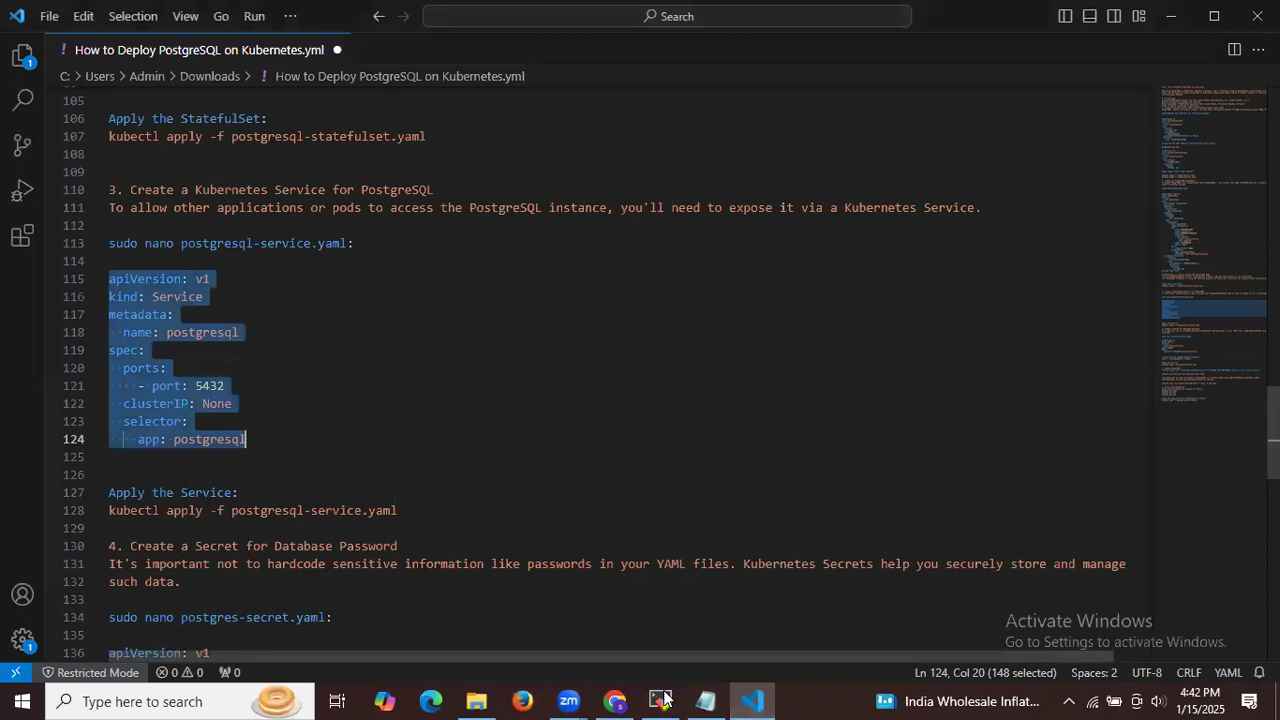 File Edit Selection View Go Run ··· Search
! How to Deploy PostgreSQL on Kubernetes.yml ●
C: > Users > Admin > Downloads > ! How to Deploy PostgreSQL on Kubernetes.yml
105
106 Apply the StatefulSet:
107 kubectl apply -f postgresql-statefulset.yaml
108
109
110 3. Create a Kubernetes Service for PostgreSQL
111 To allow other applications or pods to access the PostgreSQL instance, you'll need to expose it via a Kubernetes Service.
112
113 sudo nano postgresql-service.yaml:
114
115 apiVersion: v1
116 kind: Service
117 metadata:
118 name: postgresql
119 spec:
120 ports:
121 - port: 5432
122 clusterIP: None
123 selector:
124 app: postgresql
125
126
127 Apply the Service:
128 kubectl apply -f postgresql-service.yaml
129
130 4. Create a Secret for Database Password
131 It's important not to hardcode sensitive information like passwords in your YAML files. Kubernetes Secrets help you securely store and manage
132 such data.
133
134 sudo nano postgres-secret.yaml:
135
136 apiVersion: v1
Activate Windows
Go to Settings to activate Windows.
1
1
Restricted Mode 0 0 0 Ln 124, Col 20 (148 selected) Spaces: 2 UTF-8 CRLF YAML
Type here to search India Wholesale Inflat... 4:42 PM
1/15/2025